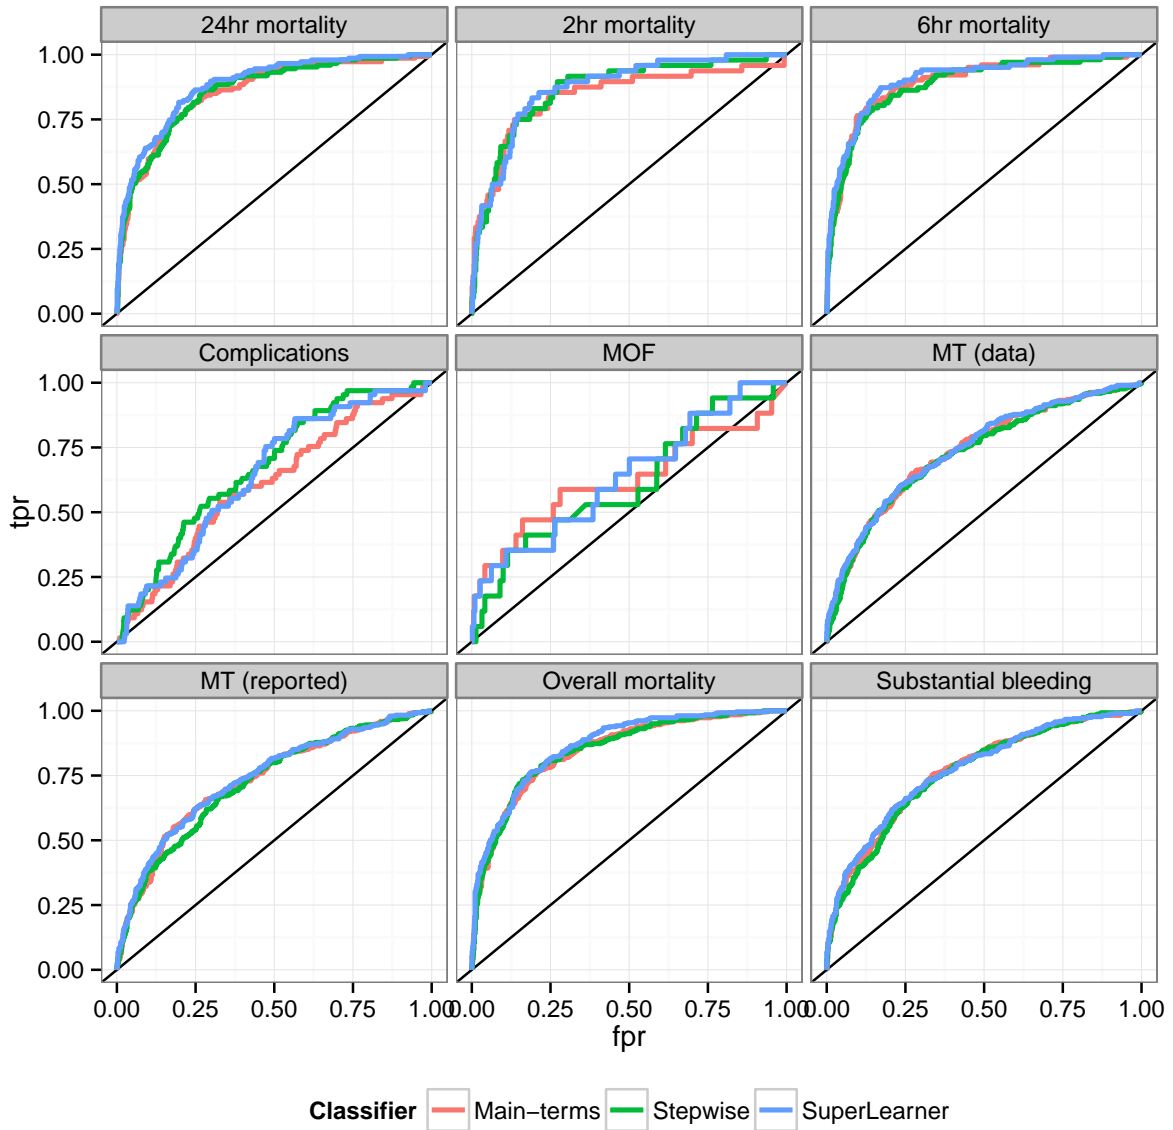 24hr mortality 2hr mortality 6hr mortality
1.00
0.75
0.50
0.25
0.00
Complications MOF MT (data)
1.00
0.75
0.50
0.25
0.00
tpr
MT (reported) Overall mortality Substantial bleeding
1.00
0.75
0.50
0.25
0.00
0.00 0.25 0.50 0.75 1.00 0.00 0.25 0.50 0.75 1.00 0.00 0.25 0.50 0.75 1.00
fpr
Classifier Main−terms Stepwise SuperLearner